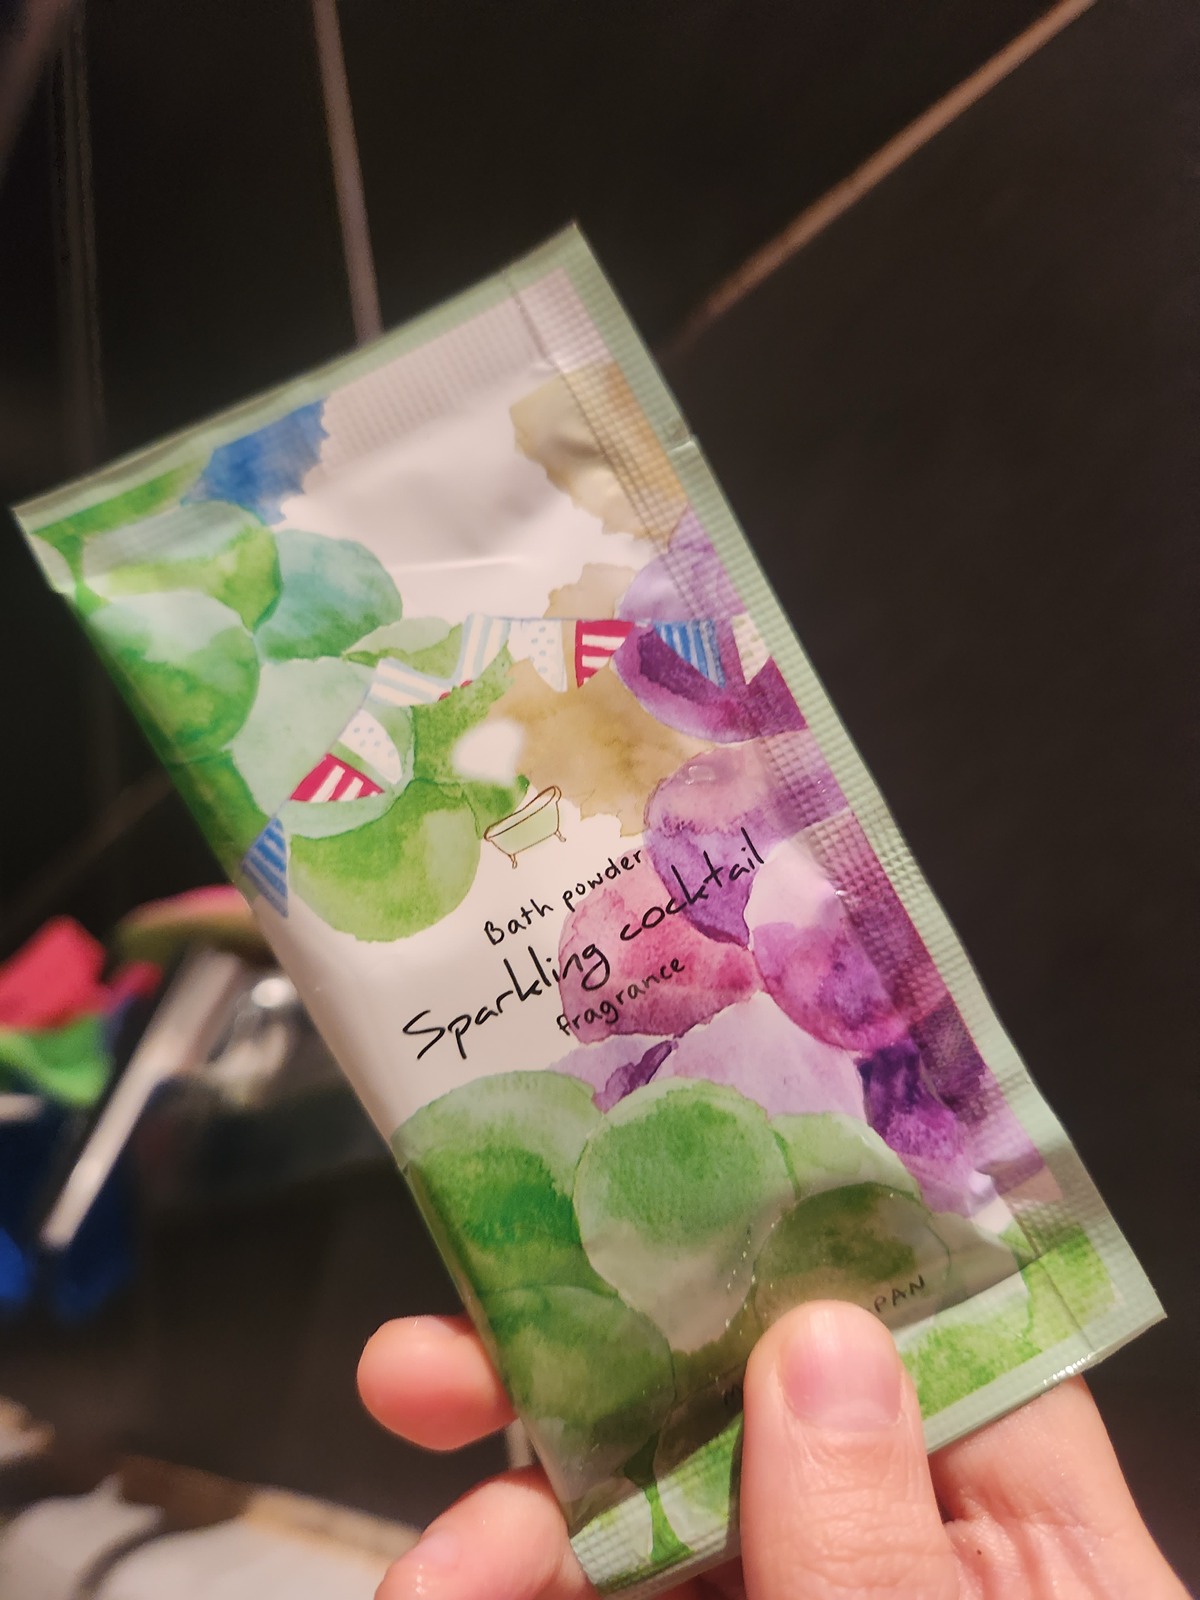 Bath powder
Sparkling cocktail
fragrance